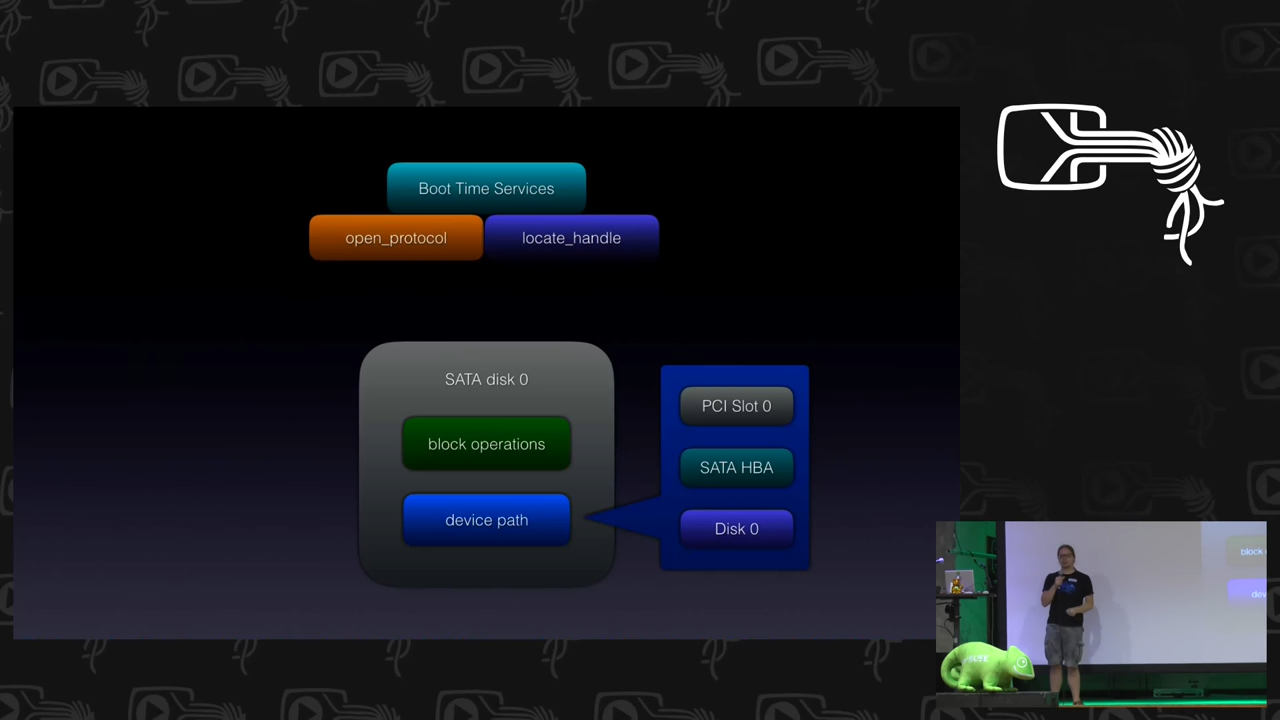 Boot Time Services
open_protocol
locate_handle
SATA disk 0
block operations
device path
PCI Slot 0
SATA HBA
Disk 0